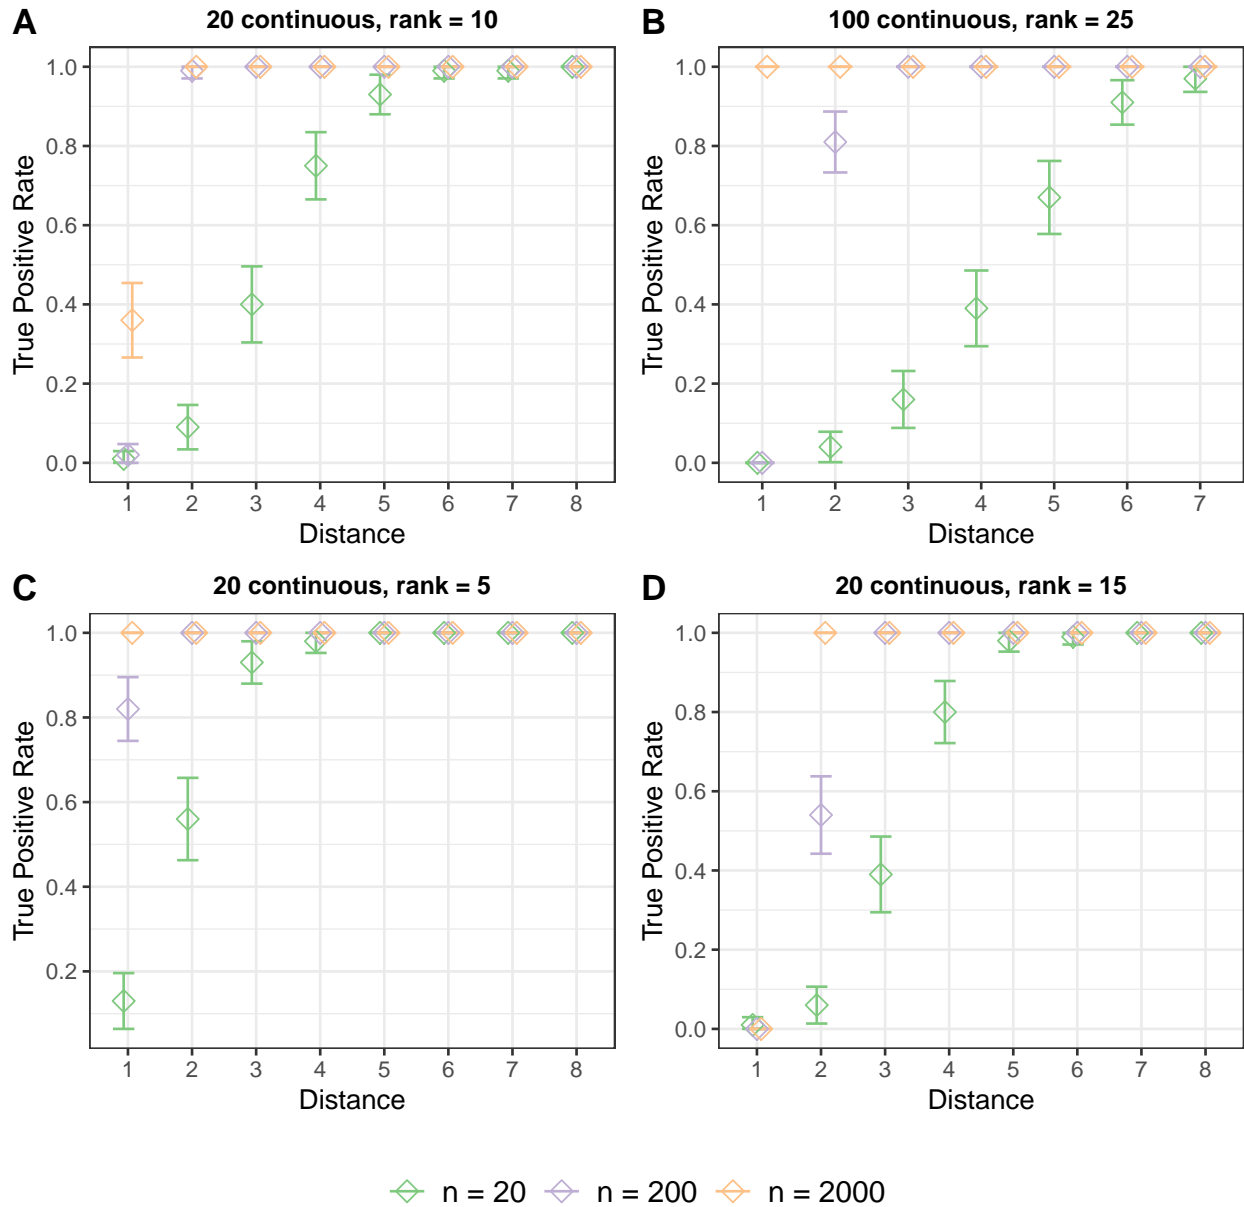 A
20 continuous, rank = 10
True Positive Rate
1.0
0.8
0.6
0.4
0.2
0.0
1 2 3 4 5 6 7 8
Distance
B
100 continuous, rank = 25
True Positive Rate
1.0
0.8
0.6
0.4
0.2
0.0
1 2 3 4 5 6 7
Distance
C
20 continuous, rank = 5
True Positive Rate
1.0
0.8
0.6
0.4
0.2
1 2 3 4 5 6 7 8
Distance
D
20 continuous, rank = 15
True Positive Rate
1.0
0.8
0.6
0.4
0.2
0.0
1 2 3 4 5 6 7 8
Distance
n = 20 n = 200 n = 2000